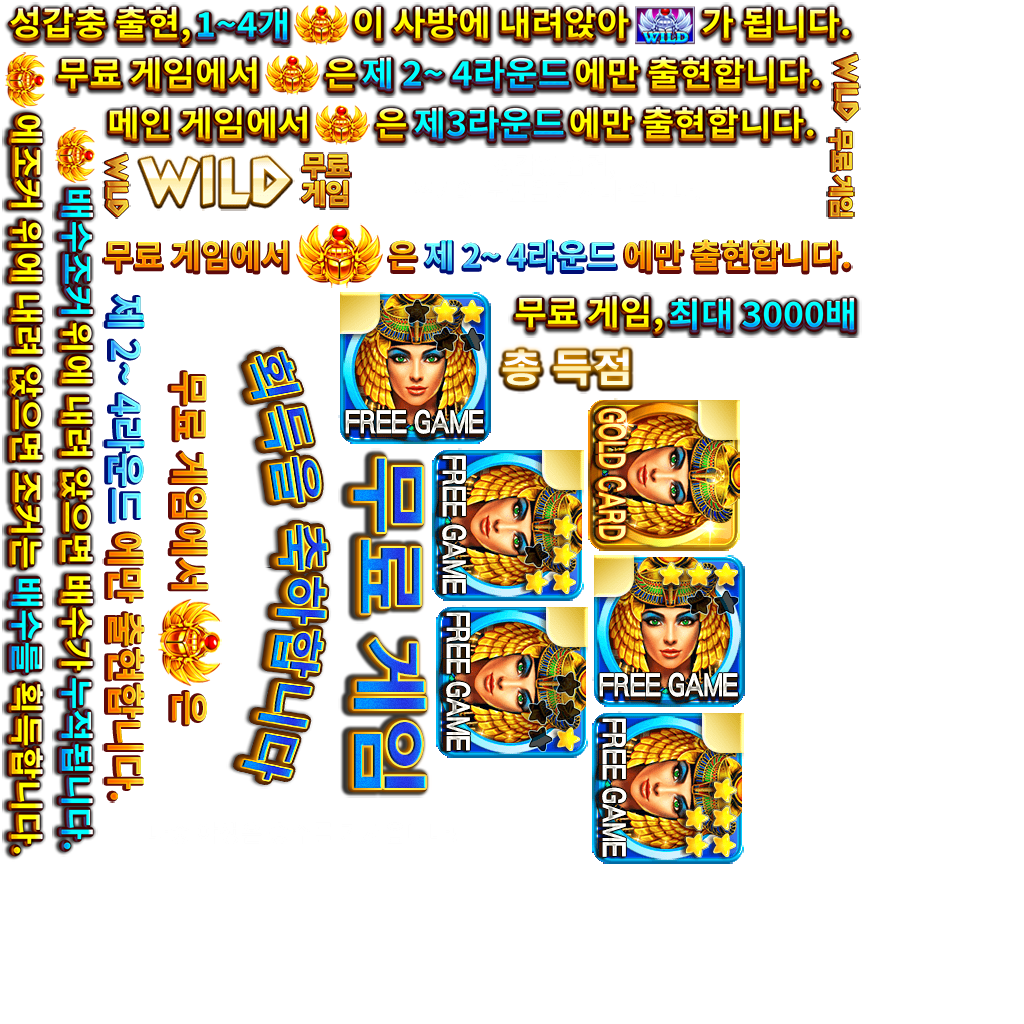 성갑충 출현, 1~4개 이 사방에 내려앉아 WILD 가 됩니다.
무료 게임에서 은 제 2~ 4라운드에만 출현합니다.
메인 게임에서 은 제3라운드에만 출현합니다.
WILD 무료 게임
WILD
WILD 무료 게임
무료 게임에서 은 제 2~ 4라운드 에만 출현합니다.
무료 게임, 최대 3000배
총 득점
에조커 위에 내려 앉으면 조커는 배수를 획득합니다.
배수조커 위에 내려 앉으면 배수가 누적됩니다.
제 2~ 4라운드 에만 출현합니다.
무료 게임에서 은
획득을 축하합니다
무료 게임
FREE GAME
FREE GAME
GOLD CARD
FREE GAME
FREE GAME
FREE GAME